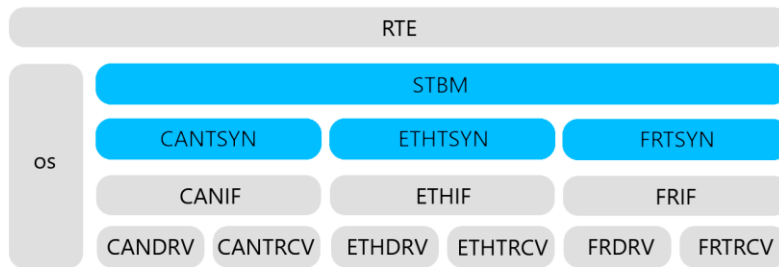 RTE
STBM
CANTSYN ETHTSYN FRTSYN
os
CANIF ETHIF FRIF
CANDRV CANTRCV ETHDRV ETHTRCV FRDRV FRTRCV